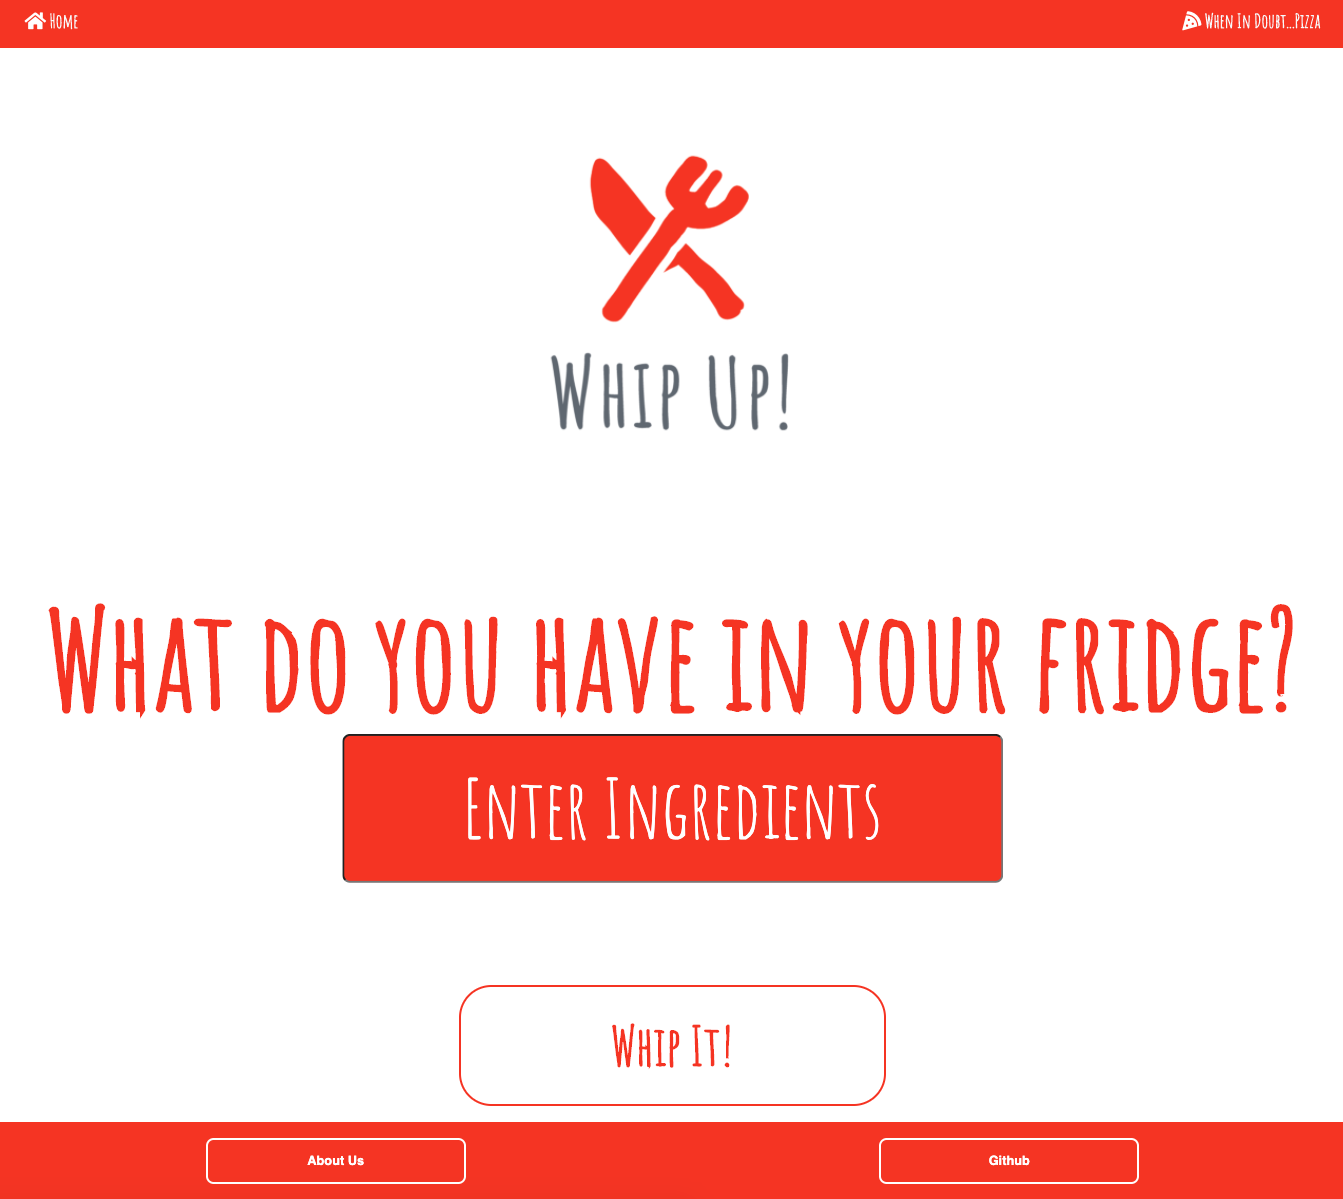 Home
When In Doubt...Pizza
Whip Up!
What do you have in your fridge?
Enter Ingredients
Whip It!
About Us
Github